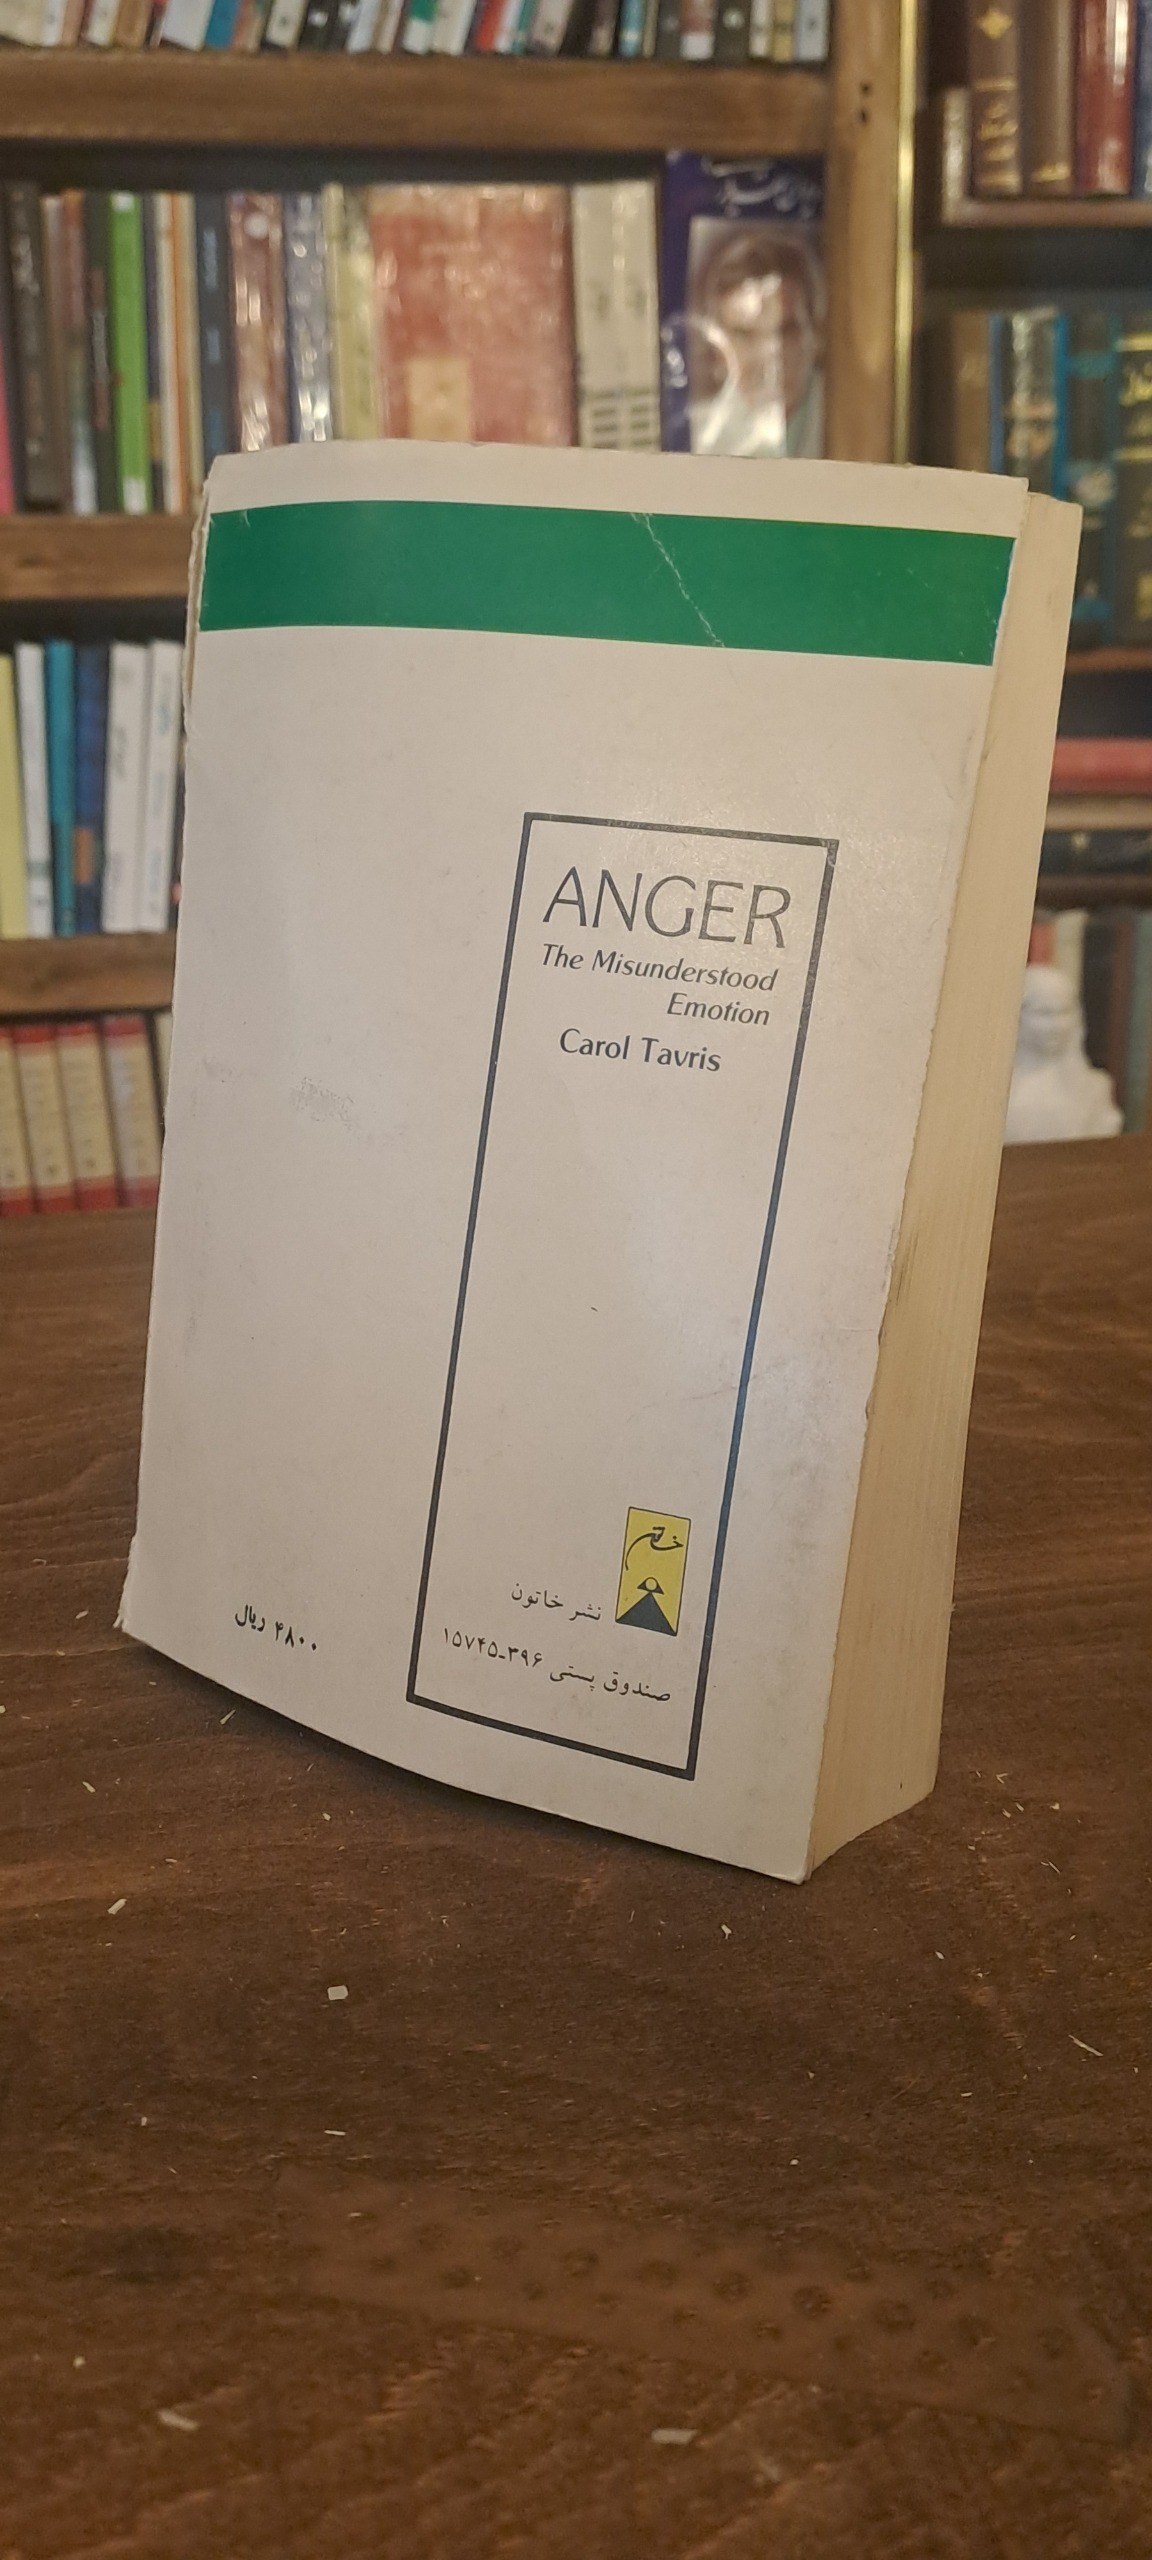 ANGER
The Misunderstood
Emotion
Carol Tavris
نشر خاتون
صندوق پستی ۳۹۶-۱۵۷۴۵
۴۸۰۰ ریال